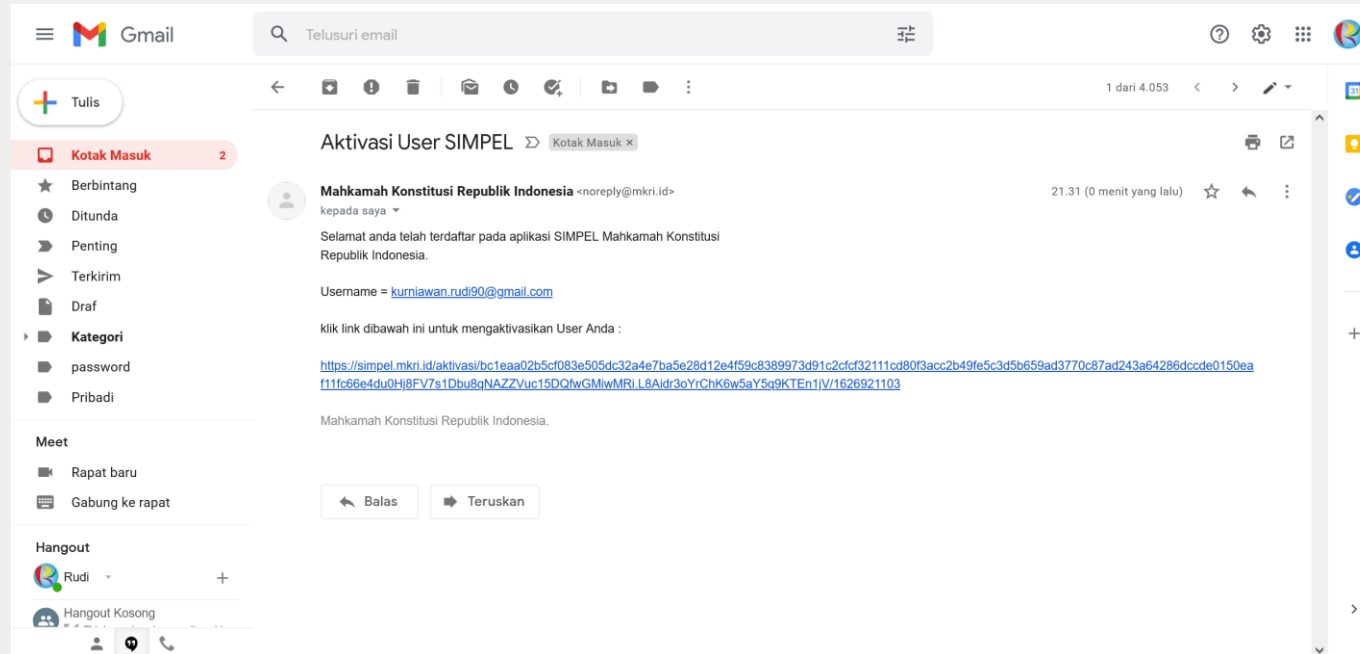 Gmail
Telusuri email
Tulis
1 dari 4.053
31
Kotak Masuk 2
Berbintang
Ditunda
Penting
Terkirim
Draf
Kategori
password
Pribadi
Meet
Rapat baru
Gabung ke rapat
Hangout
Rudi
Hangout Kosong
Aktivasi User SIMPEL Kotak Masuk ×
Mahkamah Konstitusi Republik Indonesia <noreply@mkri.id> 21.31 (0 menit yang lalu)
kepada saya
Selamat anda telah terdaftar pada aplikasi SIMPEL Mahkamah Konstitusi
Republik Indonesia.
Username = kurniawan.rudi90@gmail.com
klik link dibawah ini untuk mengaktivasikan User Anda :
https://simpel.mkri.id/aktivasi/bc1eaa02b5cf083e505dc32a4e7ba5e28d12e4f59c8389973d91c2cfcf32111cd80f3acc2b49fe5c3d5b659ad3770c87ad243a64286dccde0150ea
f11fc66e4du0Hj8FV7s1Dbu8qNAZZVuc15DQfwGMiwMRi.L8Aidr3oYrChK6w5aY5q9KTEn1jV/1626921103
Mahkamah Konstitusi Republik Indonesia.
Balas Teruskan